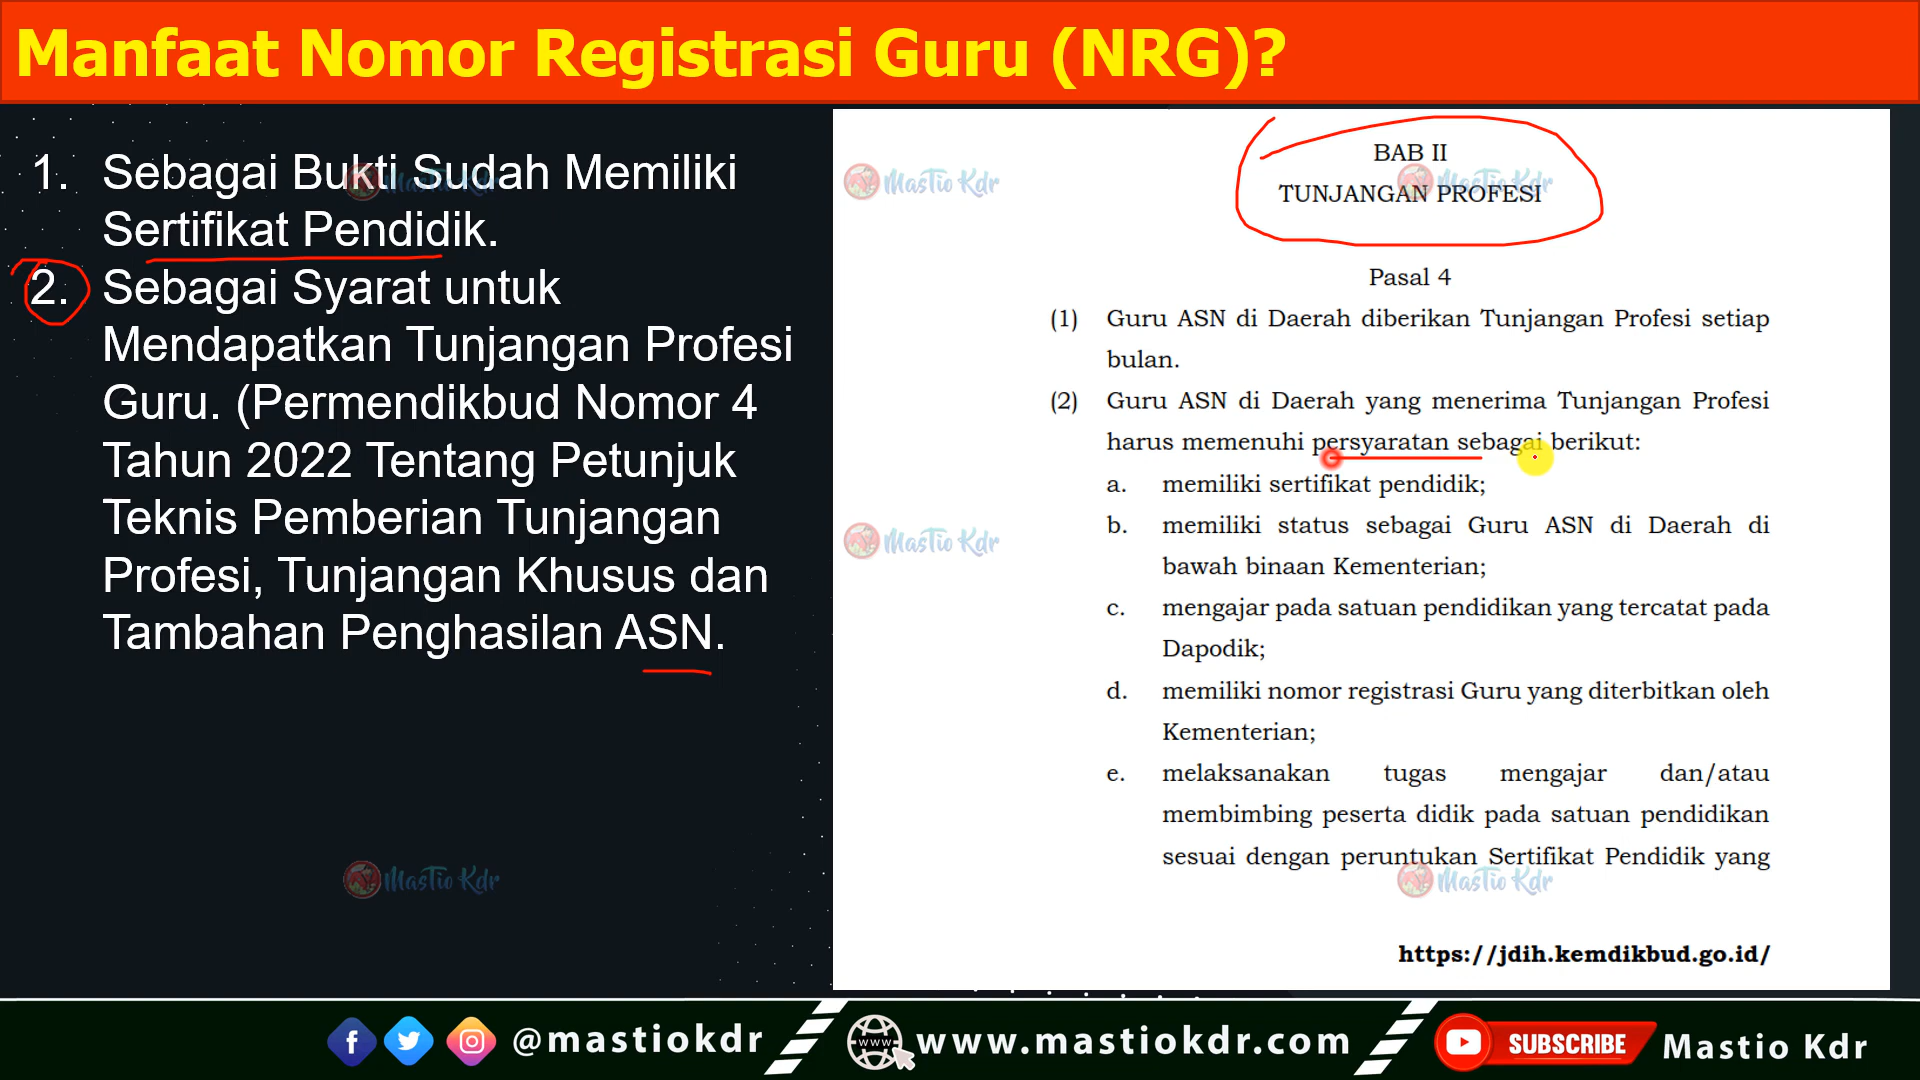 Manfaat Nomor Registrasi Guru (NRG)?
1. Sebagai Bukti Sudah Memiliki
Sertifikat Pendidik.
2. Sebagai Syarat untuk
Mendapatkan Tunjangan Profesi
Guru. (Permendikbud Nomor 4
Tahun 2022 Tentang Petunjuk
Teknis Pemberian Tunjangan
Profesi, Tunjangan Khusus dan
Tambahan Penghasilan ASN.
Mastio Kdr
Mastio Kdr
BAB II
TUNJANGAN PROFESI
Mastio Kdr
Mastio Kdr
Pasal 4
(1) Guru ASN di Daerah diberikan Tunjangan Profesi setiap
bulan.
(2) Guru ASN di Daerah yang menerima Tunjangan Profesi
harus memenuhi persyaratan sebagai berikut:
a. memiliki sertifikat pendidik;
b. memiliki status sebagai Guru ASN di Daerah di
bawah binaan Kementerian;
Mastio Kdr
c. mengajar pada satuan pendidikan yang tercatat pada
Dapodik;
d. memiliki nomor registrasi Guru yang diterbitkan oleh
Kementerian;
e. melaksanakan tugas mengajar dan/atau
membimbing peserta didik pada satuan pendidikan
sesuai dengan peruntukan Sertifikat Pendidik yang
Mastio Kdr
https://jdih.kemdikbud.go.id/
@mastiokdr
www
www.mastiokdr.com
SUBSCRIBE
Mastio Kdr